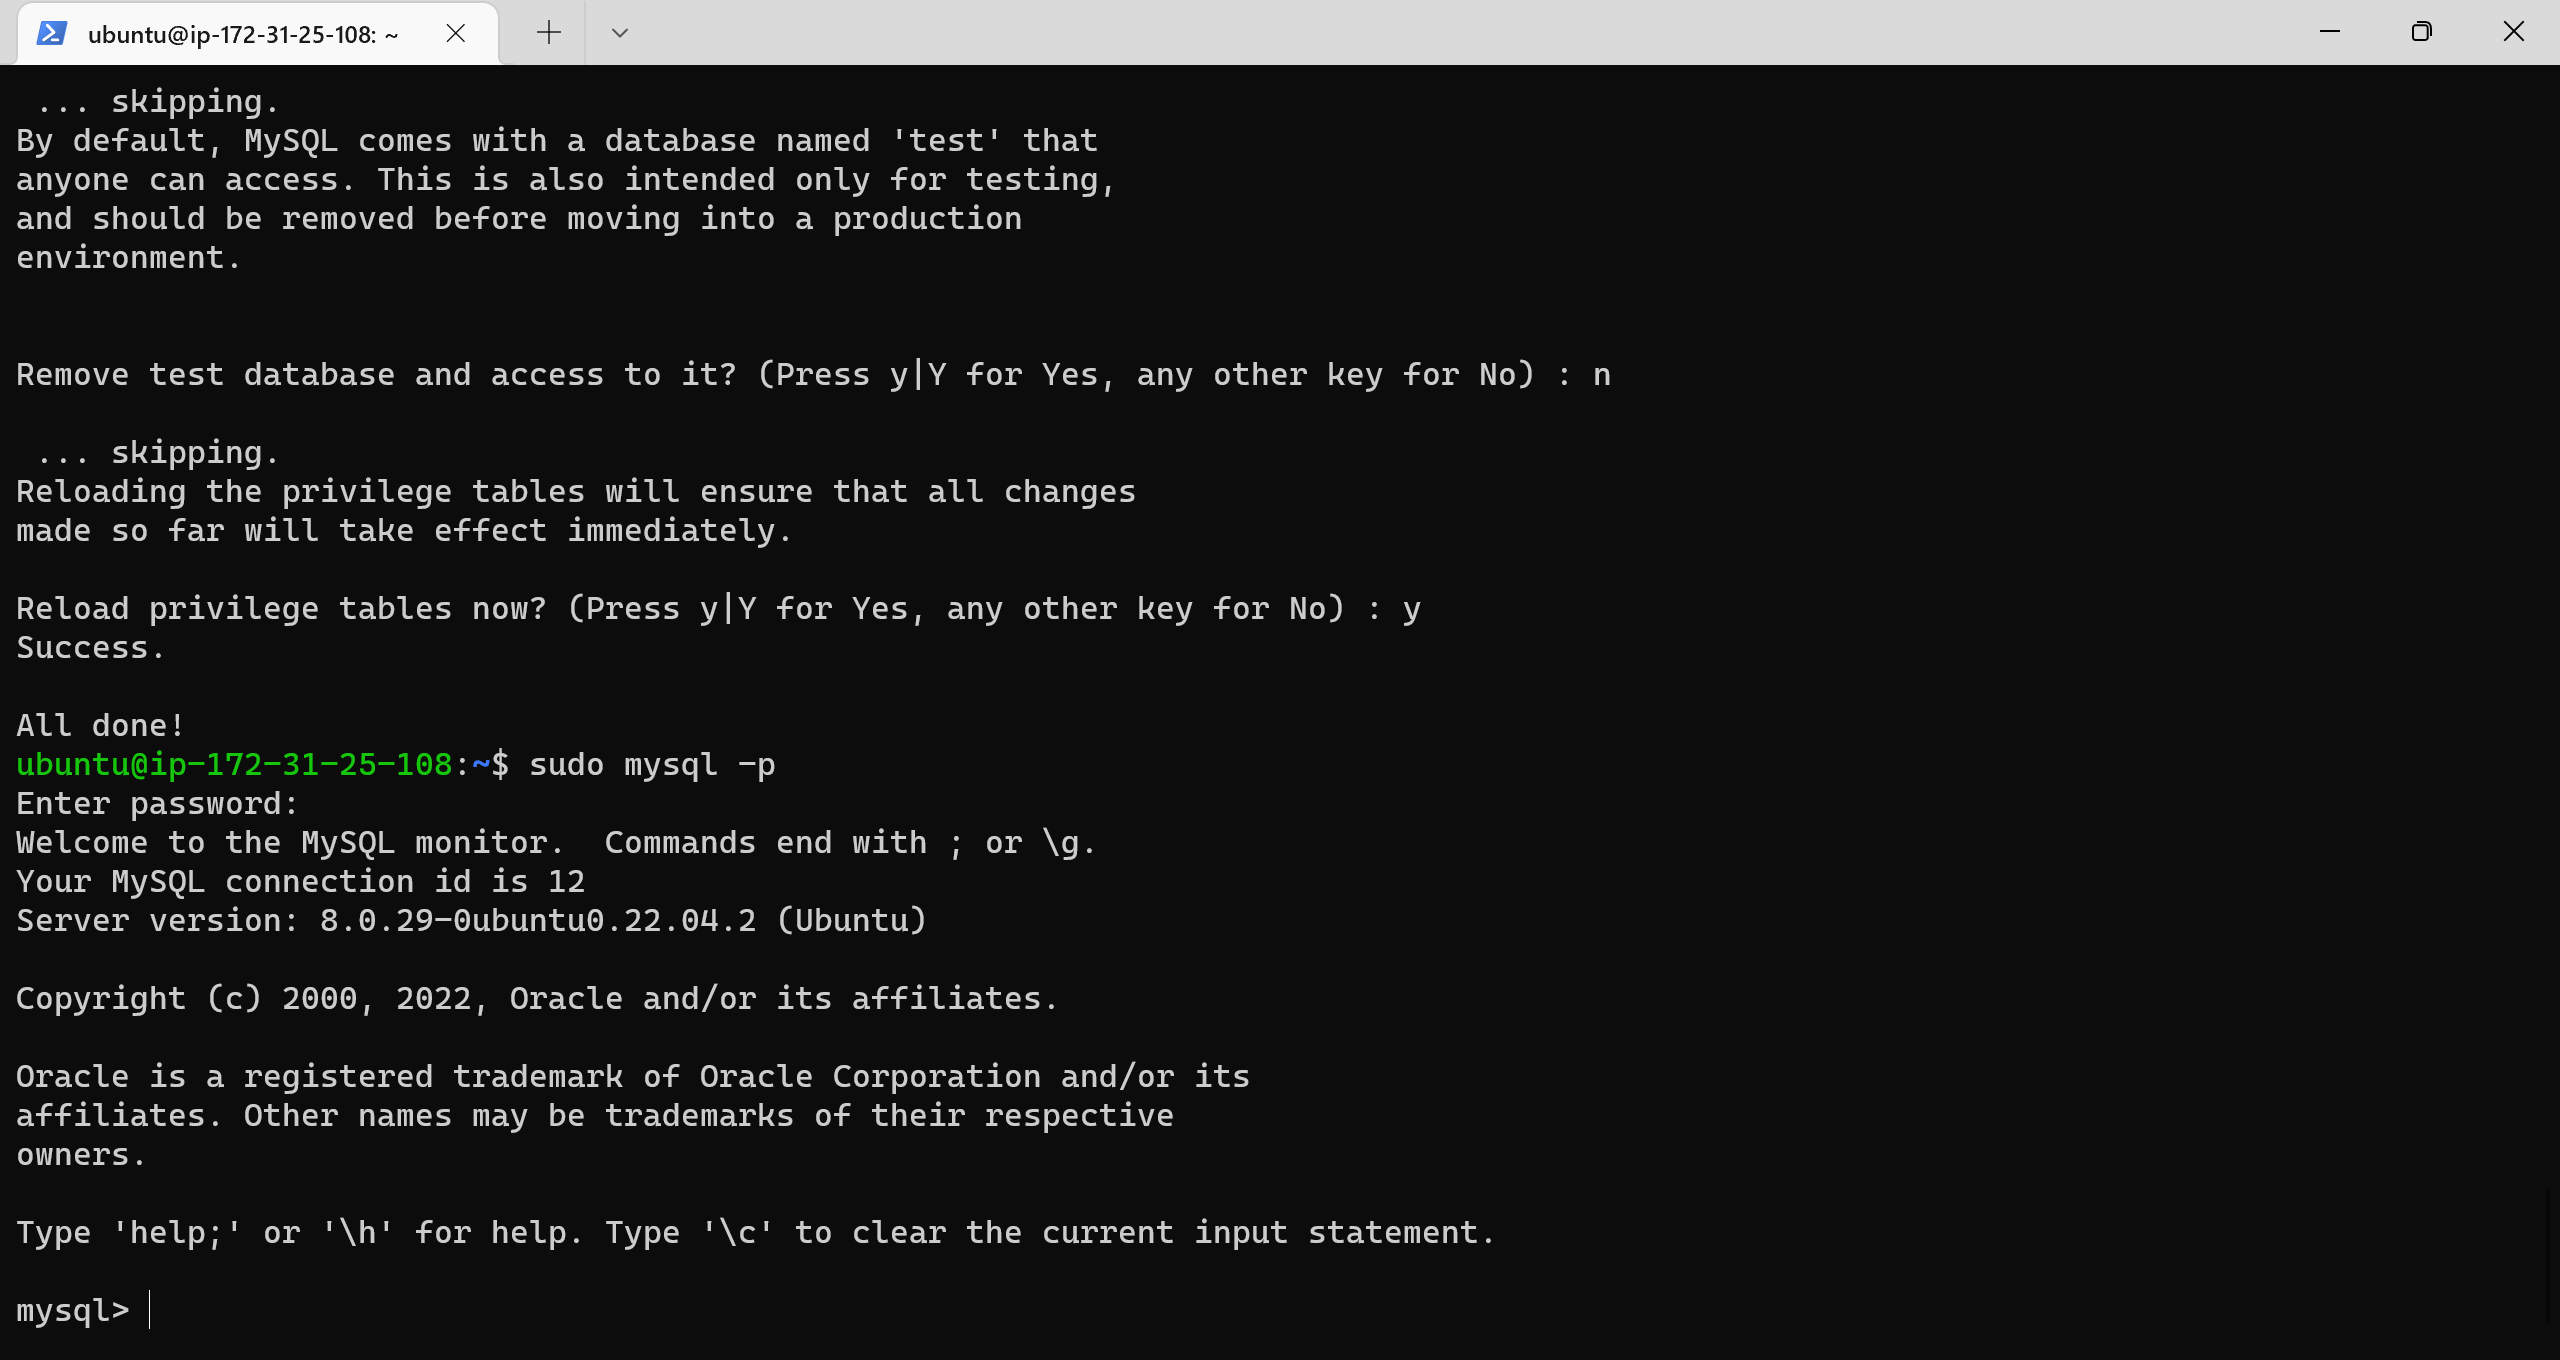 ubuntu@ip-172-31-25-108: ~
... skipping.
By default, MySQL comes with a database named 'test' that
anyone can access. This is also intended only for testing,
and should be removed before moving into a production
environment.
Remove test database and access to it? (Press y|Y for Yes, any other key for No) : n
... skipping.
Reloading the privilege tables will ensure that all changes
made so far will take effect immediately.
Reload privilege tables now? (Press y|Y for Yes, any other key for No) : y
Success.
All done!
ubuntu@ip-172-31-25-108:~$ sudo mysql -p
Enter password:
Welcome to the MySQL monitor.  Commands end with ; or \g.
Your MySQL connection id is 12
Server version: 8.0.29-0ubuntu0.22.04.2 (Ubuntu)
Copyright (c) 2000, 2022, Oracle and/or its affiliates.
Oracle is a registered trademark of Oracle Corporation and/or its
affiliates. Other names may be trademarks of their respective
owners.
Type 'help;' or '\h' for help. Type '\c' to clear the current input statement.
mysql>